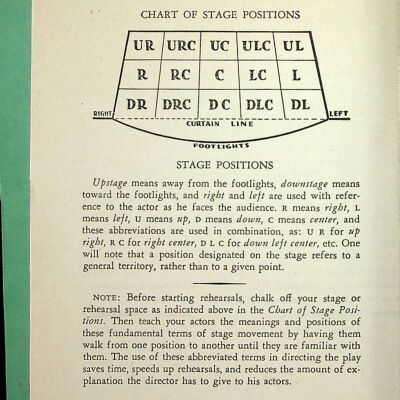 CHART OF STAGE POSITIONS
UR URC UC ULC UL
R RC C LC L
DR DRC DC DLC DL
RIGHT LEFT
CURTAIN LINE
FOOTLIGHTS
STAGE POSITIONS
Upstage means away from the footlights, downstage means
toward the footlights, and right and left are used with refer-
ence to the actor as he faces the audience. R means right, L
means left, U means up, D means down, C means center, and
these abbreviations are used in combination, as: U R for up
right, R C for right center, D L C for down left center, etc. One
will note that a position designated on the stage refers to a
general territory, rather than to a given point.
NOTE: Before starting rehearsals, chalk off your stage or
rehearsal space as indicated above in the Chart of Stage Posi-
tions. Then teach your actors the meanings and positions of
these fundamental terms of stage movement by having them
walk from one position to another until they are familiar with
them. The use of these abbreviated terms in directing the play
saves time, speeds up rehearsals, and reduces the amount of ex-
planation the director has to give to his actors.